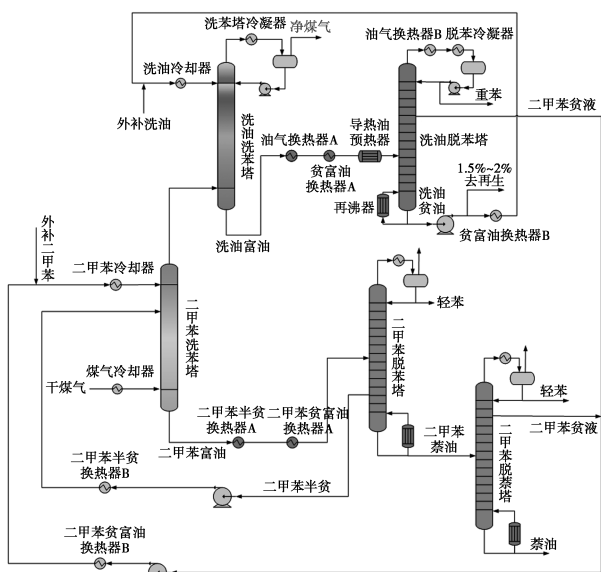 洗苯塔冷凝器
净煤气
油气换热器B
脱苯冷凝器
洗油冷却器
外补洗油
洗油洗苯塔
重苯
二甲苯贫液
油气换热器A
导热油
预热器
洗油脱苯塔
贫富油
换热器A
1.5%~2%
去再生
再沸器
洗油
贫油
洗油富油
贫富油换热器B
外补二甲苯
二甲苯冷却器
二甲苯洗苯塔
轻苯
二甲苯脱苯塔
煤气冷却器
干煤气
轻苯
二甲苯半贫
换热器A
二甲苯贫富油
换热器A
二甲苯
萘油
二甲苯贫液
二甲苯脱萘塔
二甲苯富油
二甲苯半贫
换热器B
二甲苯半贫
二甲苯贫富油
换热器B
萘油